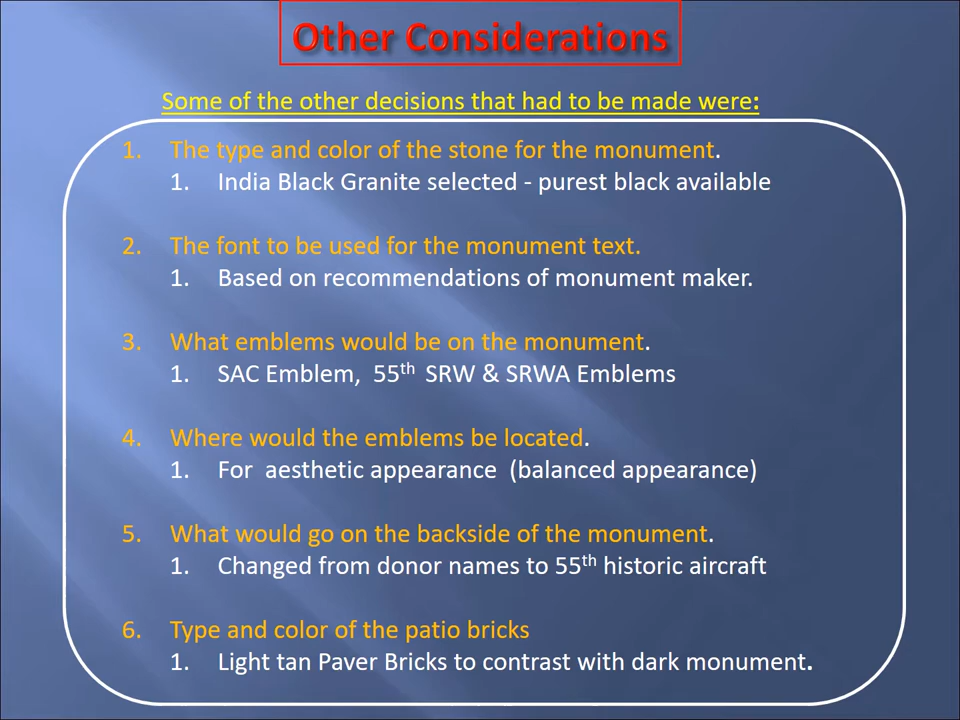 Other Considerations
Some of the other decisions that had to be made were:
1. The type and color of the stone for the monument.
1. India Black Granite selected - purest black available
2. The font to be used for the monument text.
1. Based on recommendations of monument maker.
3. What emblems would be on the monument.
1. SAC Emblem, 55th SRW & SRWA Emblems
4. Where would the emblems be located.
1. For aesthetic appearance (balanced appearance)
5. What would go on the backside of the monument.
1. Changed from donor names to 55th historic aircraft
6. Type and color of the patio bricks
1. Light tan Paver Bricks to contrast with dark monument.